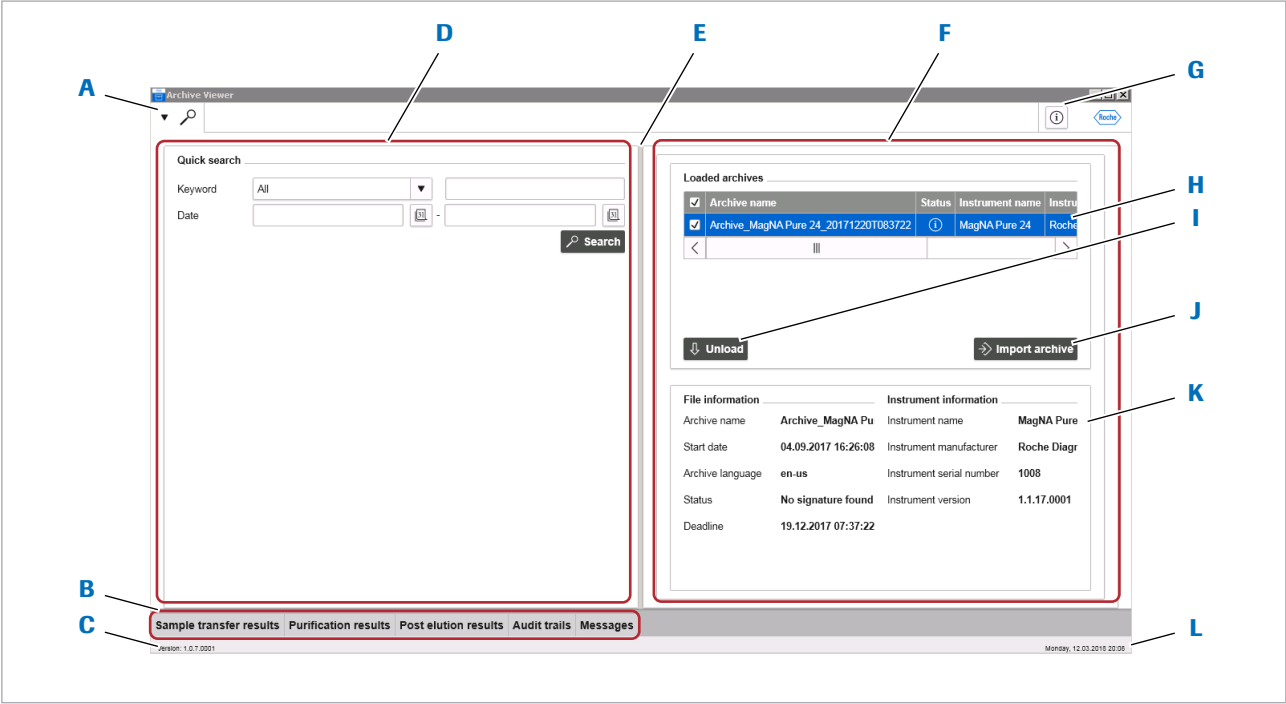 D
E
F
G
A
Archive Viewer
Roche
Quick search
Keyword All
Date 31 - 31
Search
Loaded archives
Archive name Status Instrument name Instru
Archive_MagNA Pure 24_20171220T083722 MagNA Pure 24 Roche
H
I
Unload
Import archive
J
File information
Instrument information
K
Archive name Archive_MagNA Pu Instrument name MagNA Pure
Start date 04.09.2017 16:26:08 Instrument manufacturer Roche Diagr
Archive language en-us Instrument serial number 1008
Status No signature found Instrument version 1.1.17.0001
Deadline 19.12.2017 07:37:22
B
Sample transfer results Purification results Post elution results Audit trails Messages
C
L
Version: 1.0.7.0001
Monday, 12.03.2018 20:06